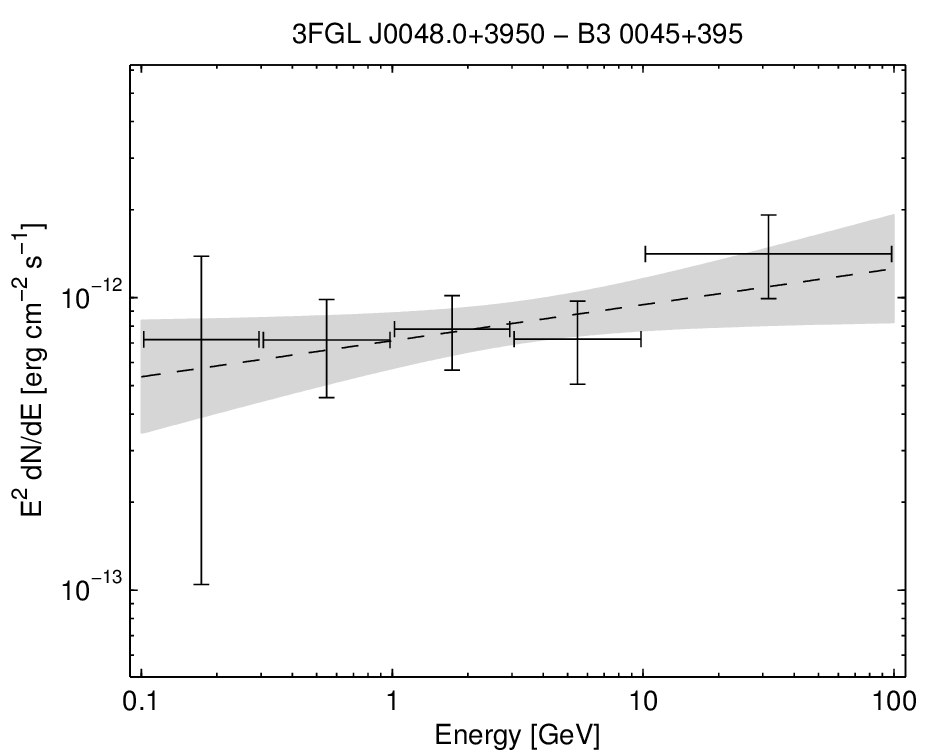 3FGL J0048.0+3950 − B3 0045+395
E² dN/dE [erg cm⁻² s⁻¹]
10⁻¹²
10⁻¹³
0.1 1 10 100
Energy [GeV]